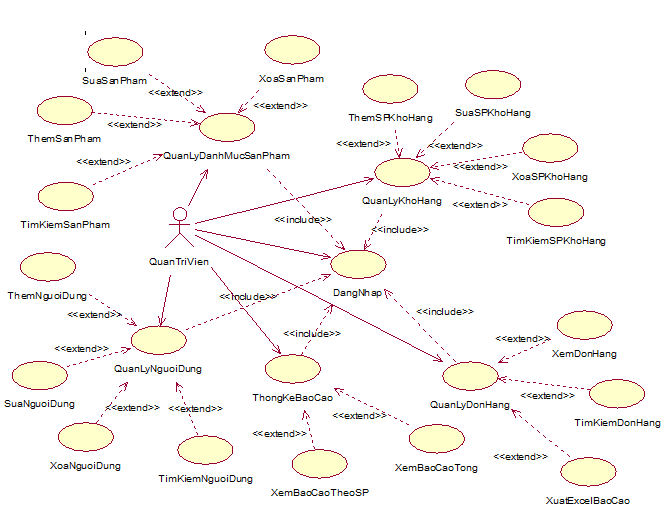 SuaSanPham
<<extend>>
XoaSanPham
<<extend>>
ThemSanPham
<<extend>>
QuanLyDanhMucSanPham
<<extend>>
TimKiemSanPham
ThemSPKhoHang
<<extend>>
SuaSPKhoHang
<<extend>>
XoaSPKhoHang
<<extend>>
QuanLyKhoHang
<<extend>>
TimKiemSPKhoHang
<<include>>
<<include>>
QuanTriVien
DangNhap
ThemNguoiDung
<<include>>
<<extend>>
<<include>>
<<include>>
<<extend>>
QuanLyNguoiDung
SuaNguoiDung
<<extend>>
XoaNguoiDung
<<extend>>
TimKiemNguoiDung
<<extend>>
ThongKeBaoCao
<<extend>>
XemBaoCaoTheoSP
<<extend>>
XemBaoCaoTong
QuanLyDonHang
<<extend>>
XemDonHang
<<extend>>
TimKiemDonHang
<<extend>>
XuatExcelBaoCao